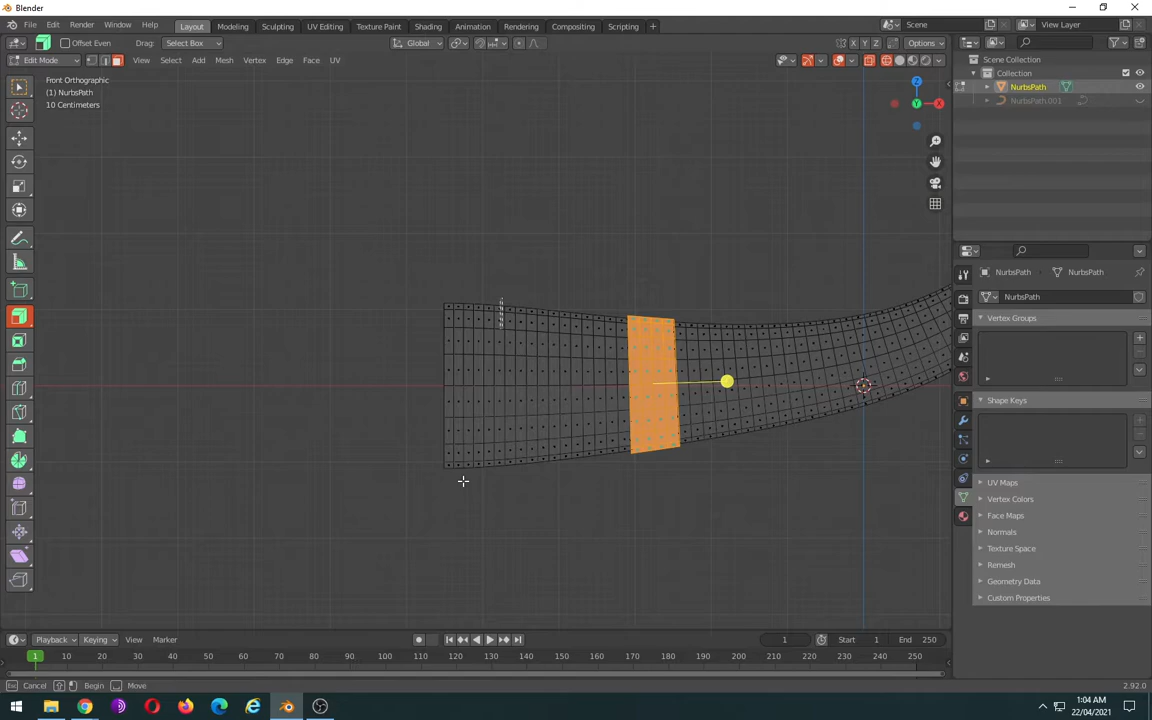 Blender
File Edit Render Window Help
Layout Modeling Sculpting UV Editing Texture Paint Shading Animation Rendering Compositing Scripting +
Scene
View Layer
Offset Even Drag: Select Box
Global
X Y Z Options
Edit Mode View Select Add Mesh Vertex Edge Face UV
Scene Collection
Collection
NurbsPath
NurbsPath.001
Front Orthographic
(1) NurbsPath
10 Centimeters
Z
Y
X
NurbsPath NurbsPath
NurbsPath
Vertex Groups
Shape Keys
UV Maps
Vertex Colors
Face Maps
Normals
Texture Space
Remesh
Geometry Data
Custom Properties
Playback Keying View Marker
1 Start 1 End 250
1 10 20 30 40 50 60 70 80 90 100 110 120 130 140 150 160 170 180 190 200 210 220 230 240 250
Cancel Begin Move 2.92.0
1:04 AM
22/04/2021